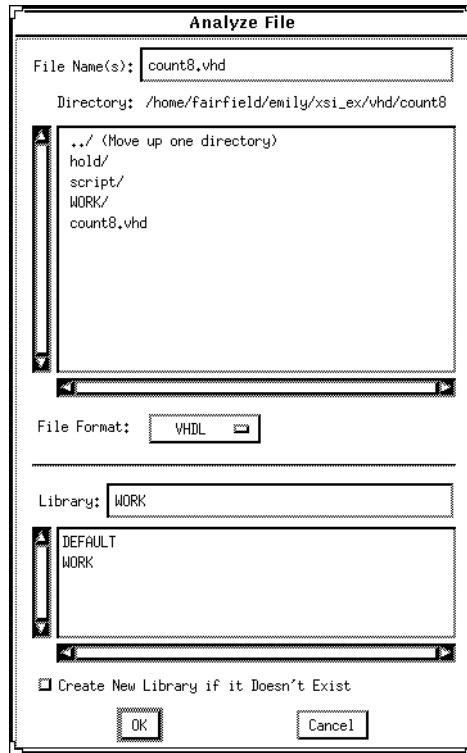 Analyze File
File Name(s): count8.vhd
Directory: /home/fairfield/emily/xsi_ex/vhd/count8
../ (Move up one directory)
hold/
script/
WORK/
count8.vhd
File Format: VHDL
Library: WORK
DEFAULT
WORK
Create New Library if it Doesn't Exist
OK Cancel